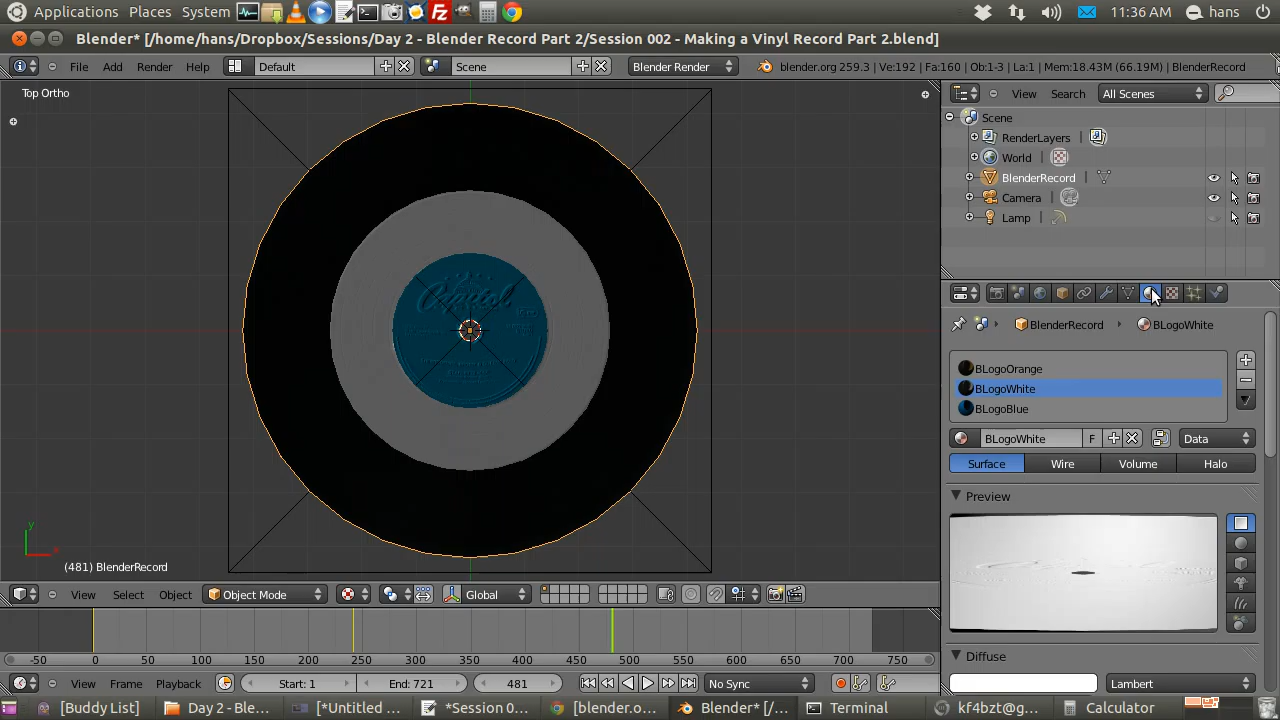 Applications Places System 11:36 AM hans
Blender* [/home/hans/Dropbox/Sessions/Day 2 - Blender Record Part 2/Session 002 - Making a Vinyl Record Part 2.blend]
File Add Render Help Default Scene Blender Render blender.org 259.3 | Ve:192 | Fa:160 | Ob:1-3 | La:1 | Mem:18.43M (66.19M) | BlenderRecord
Top Ortho
View Search All Scenes
Scene
RenderLayers |
World |
BlenderRecord |
Camera |
Lamp |
Capitol
BlenderRecord BLogoWhite
BLogoOrange
BLogoWhite
BLogoBlue
BLogoWhite F Data
Surface Wire Volume Halo
Preview
y
x
(481) BlenderRecord
View Select Object Object Mode Global
Diffuse
Lambert
-50 0 50 100 150 200 250 300 350 400 450 500 550 600 650 700 750
View Frame Playback Start: 1 End: 721 481 No Sync
[Buddy List] Day 2 - Ble... [*Untitled ... *Session o... [blender.o... Blender* [/... Terminal kf4bzt@g... Calculator